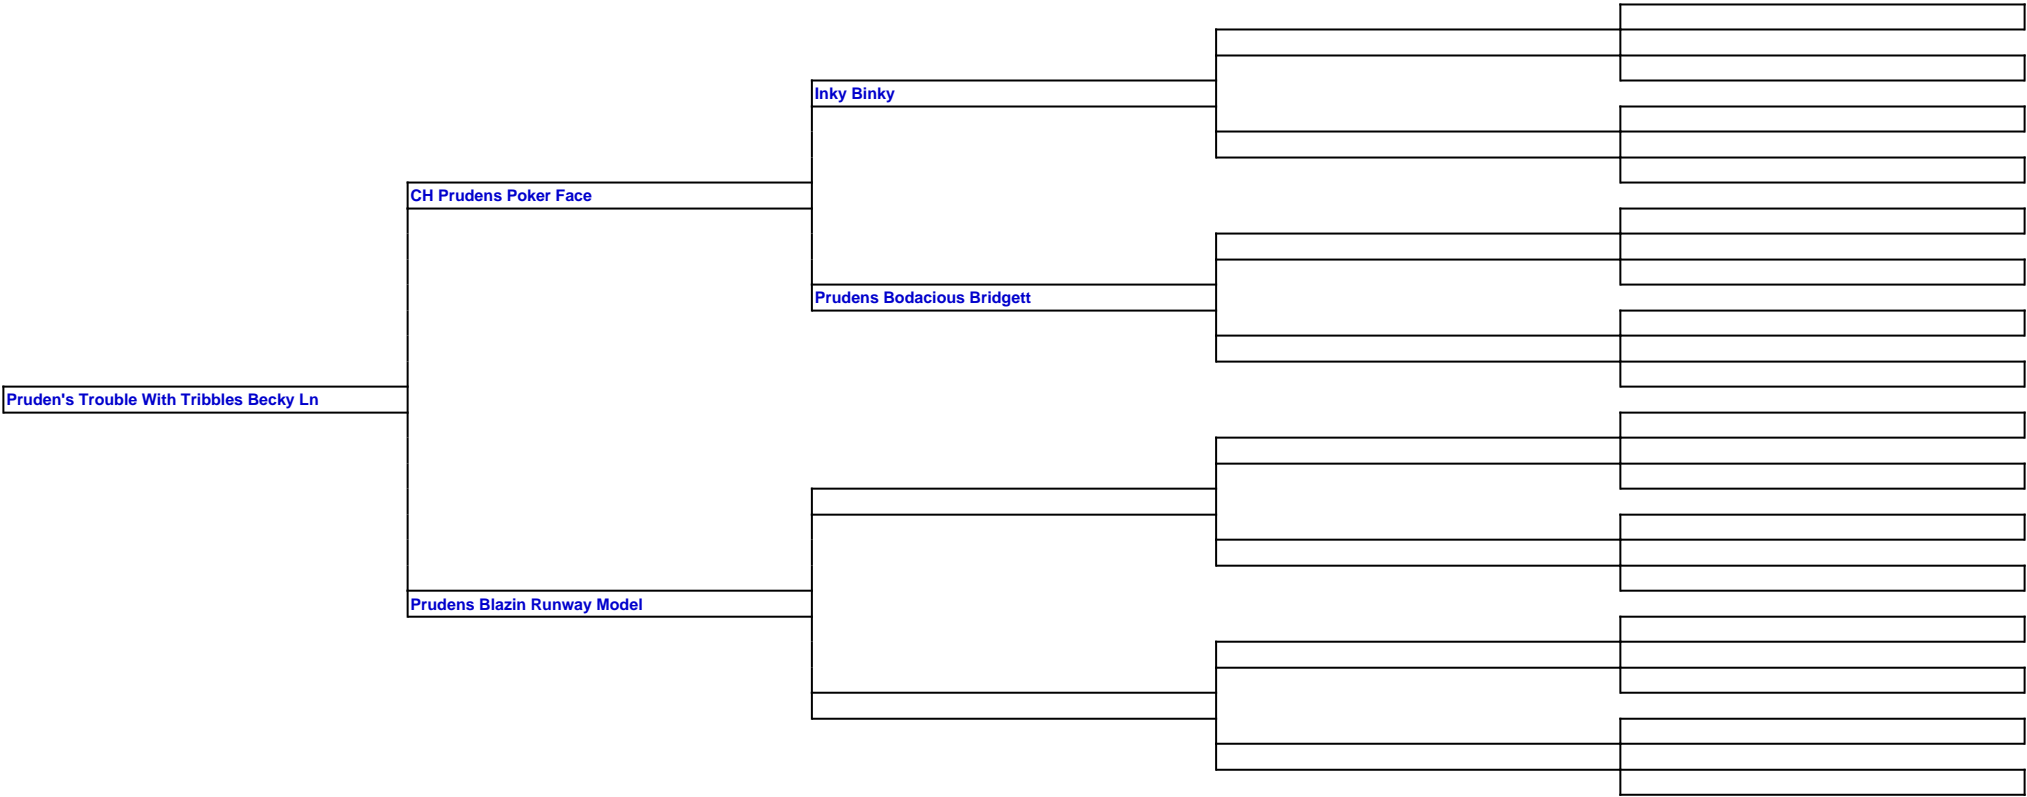 Inky Binky
CH Prudens Poker Face
Prudens Bodacious Bridgett
Pruden's Trouble With Tribbles Becky Ln
Prudens Blazin Runway Model